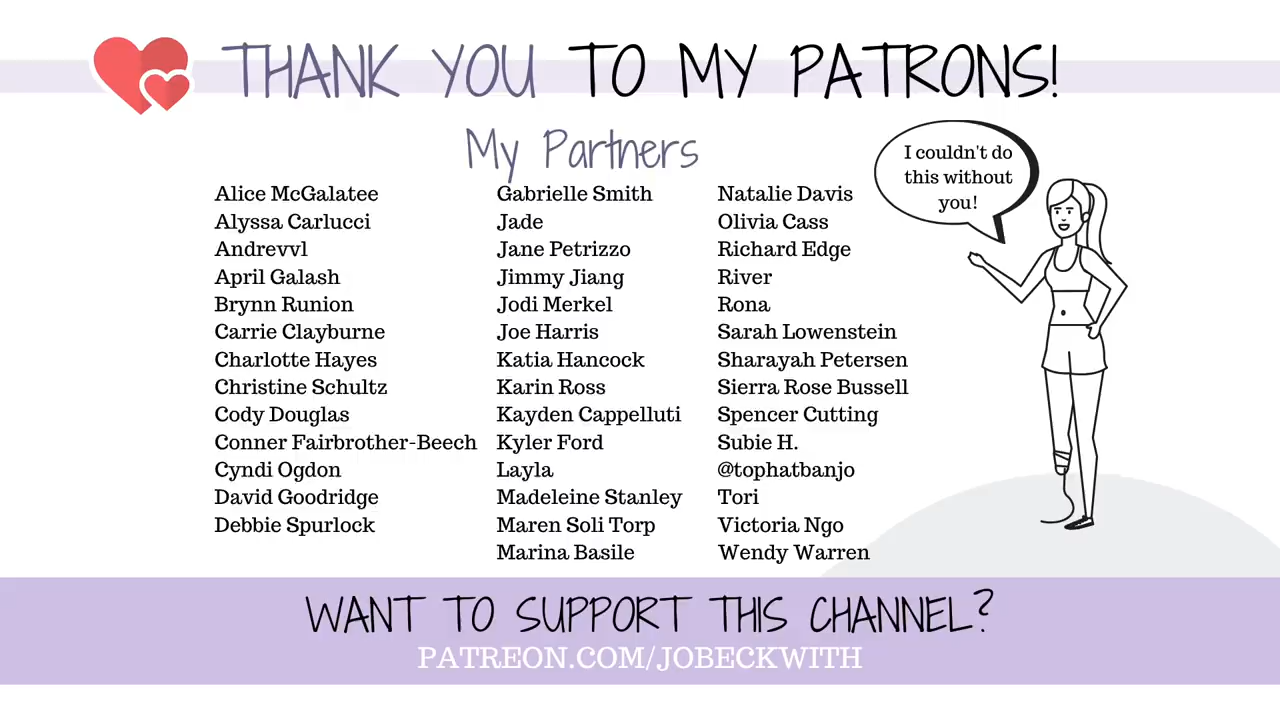 THANK YOU TO MY PATRONS!
My Partners
Alice McGalatee
Alyssa Carlucci
Andrevvl
April Galash
Brynn Runion
Carrie Clayburne
Charlotte Hayes
Christine Schultz
Cody Douglas
Conner Fairbrother-Beech
Cyndi Ogdon
David Goodridge
Debbie Spurlock
Gabrielle Smith
Jade
Jane Petrizzo
Jimmy Jiang
Jodi Merkel
Joe Harris
Katia Hancock
Karin Ross
Kayden Cappelluti
Kyler Ford
Layla
Madeleine Stanley
Maren Soli Torp
Marina Basile
Natalie Davis
Olivia Cass
Richard Edge
River
Rona
Sarah Lowenstein
Sharayah Petersen
Sierra Rose Bussell
Spencer Cutting
Subie H.
@tophatbanjo
Tori
Victoria Ngo
Wendy Warren
I couldn't do
this without
you!
WANT TO SUPPORT THIS CHANNEL?
PATREON.COM/JOBECKWITH